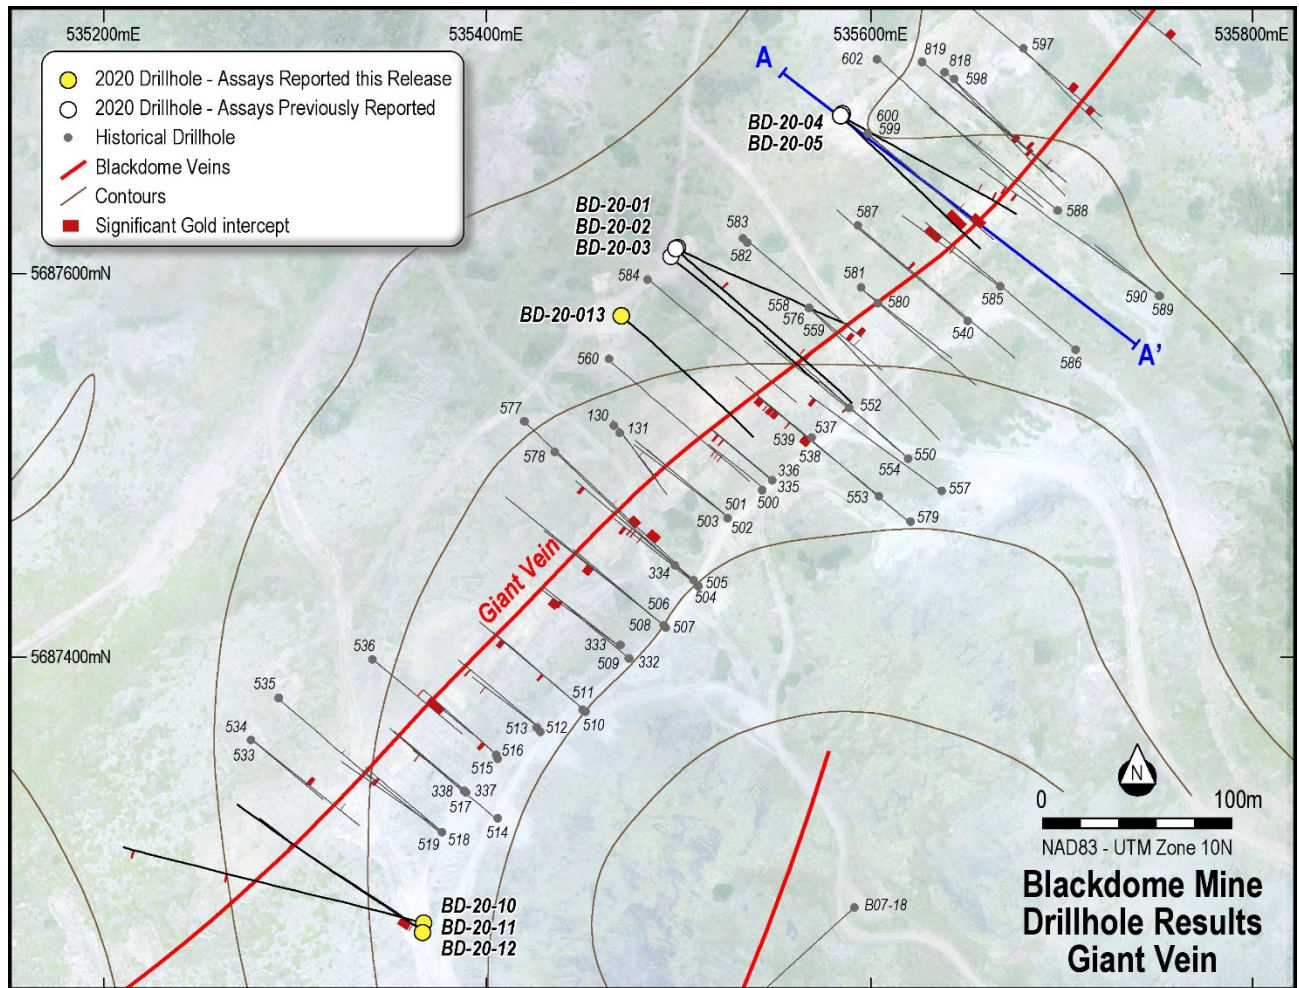 535200mE
535400mE
535600mE
535800mE
2020 Drillhole - Assays Reported this Release
2020 Drillhole - Assays Previously Reported
Historical Drillhole
Blackdome Veins
Contours
Significant Gold intercept
A
602
819
818
598
597
BD-20-04
BD-20-05
600
599
588
BD-20-01
BD-20-02
BD-20-03
583
582
587
5687600mN
584
581
580
585
590
589
558
576
559
540
BD-20-013
A'
586
560
552
577
130
131
537
539
538
578
336
335
500
554
550
557
501
503
502
553
579
Giant Vein
334
505
504
506
508
507
333
509
332
5687400mN
536
535
511
510
534
533
513
512
516
515
338
337
517
514
519
518
N
0
100m
NAD83 - UTM Zone 10N
Blackdome Mine
Drillhole Results
Giant Vein
BD-20-10
BD-20-11
BD-20-12
B07-18